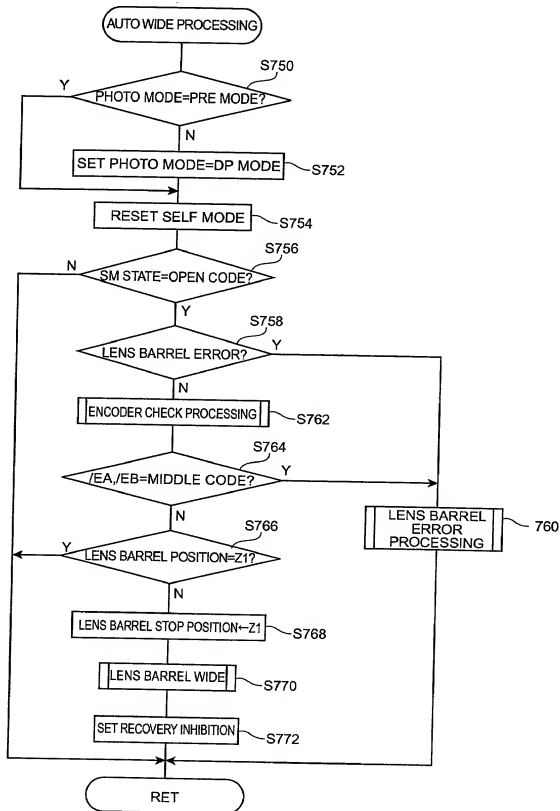 AUTO WIDE PROCESSING
S750
Y
PHOTO MODE=PRE MODE?
N
SET PHOTO MODE=DP MODE
S752
RESET SELF MODE
S754
S756
N
SM STATE=OPEN CODE?
Y
S758
LENS BARREL ERROR?
Y
N
ENCODER CHECK PROCESSING
S762
S764
/EA,/EB=MIDDLE CODE?
Y
N
LENS BARREL
ERROR
PROCESSING
760
S766
Y
LENS BARREL POSITION=Z1?
N
LENS BARREL STOP POSITION←Z1
S768
LENS BARREL WIDE
S770
SET RECOVERY INHIBITION
S772
RET